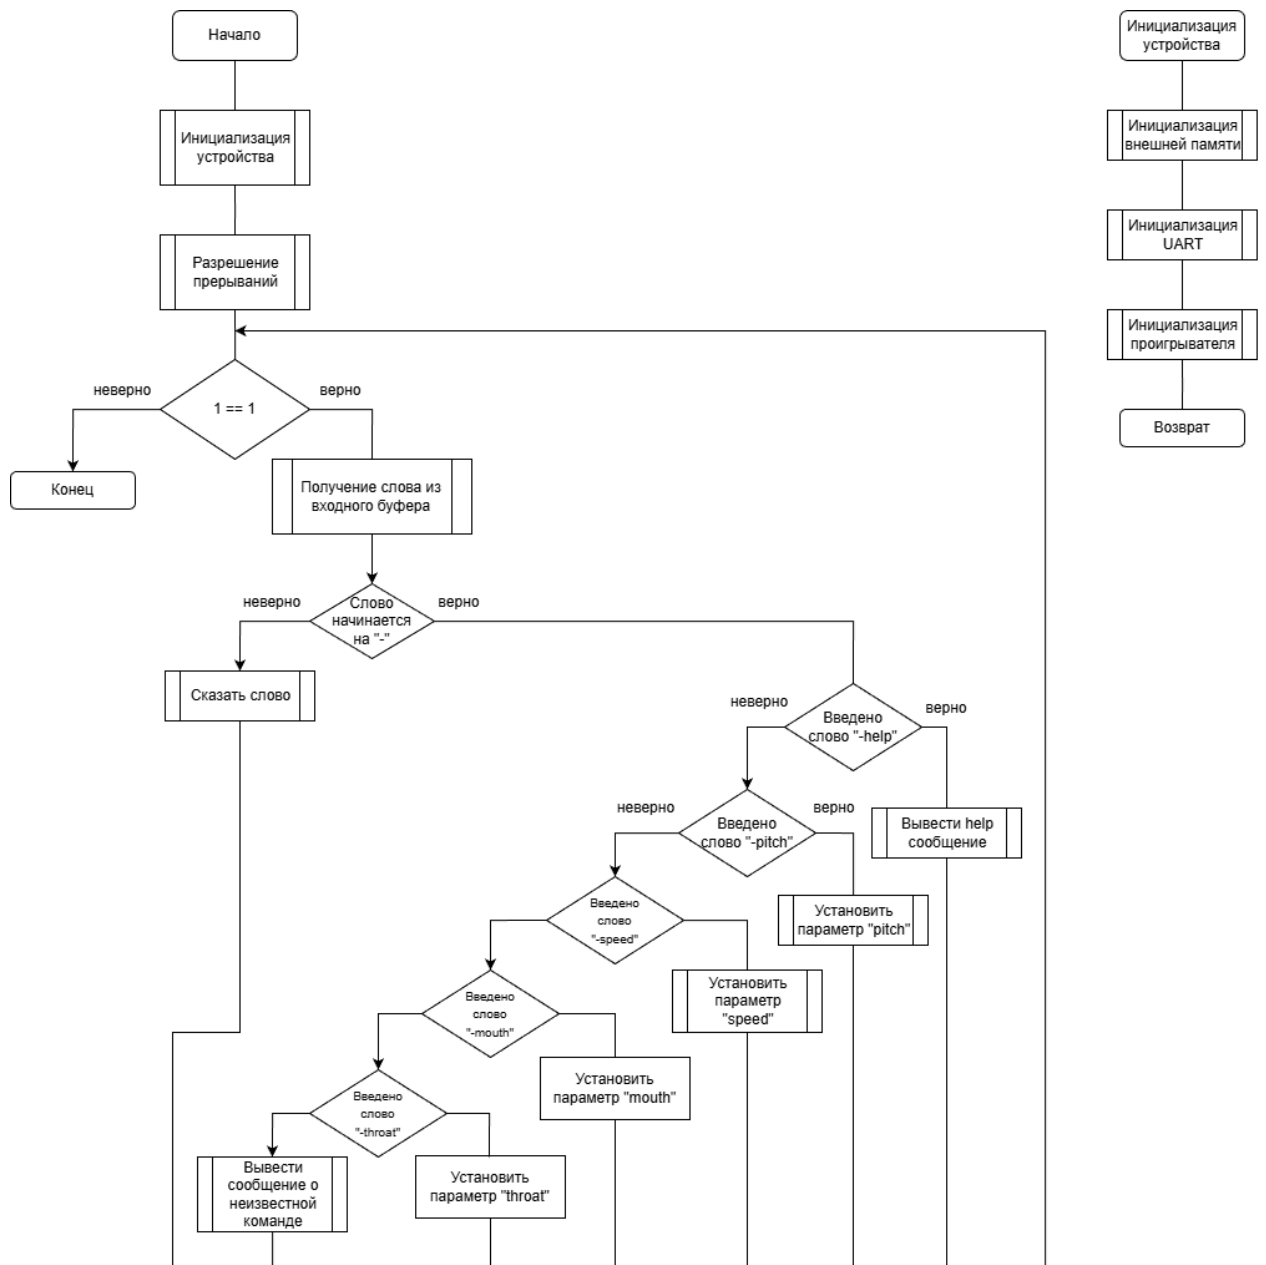 Начало
Инициализация
устройства
Разрешение
прерываний
неверно
верно
1 == 1
Конец
Получение слова из
входного буфера
неверно
верно
Слово
начинается
на "-"
Сказать слово
неверно
верно
Введено
слово "-help"
неверно
верно
Введено
слово "-pitch"
Вывести help
сообщение
Введено
слово
"-speed"
Установить
параметр "pitch"
Введено
слово
"-mouth"
Установить
параметр
"speed"
Введено
слово
"-throat"
Установить
параметр "mouth"
Вывести
сообщение о
неизвестной
команде
Установить
параметр "throat"
Инициализация
устройства
Инициализация
внешней памяти
Инициализация
UART
Инициализация
проигрывателя
Возврат